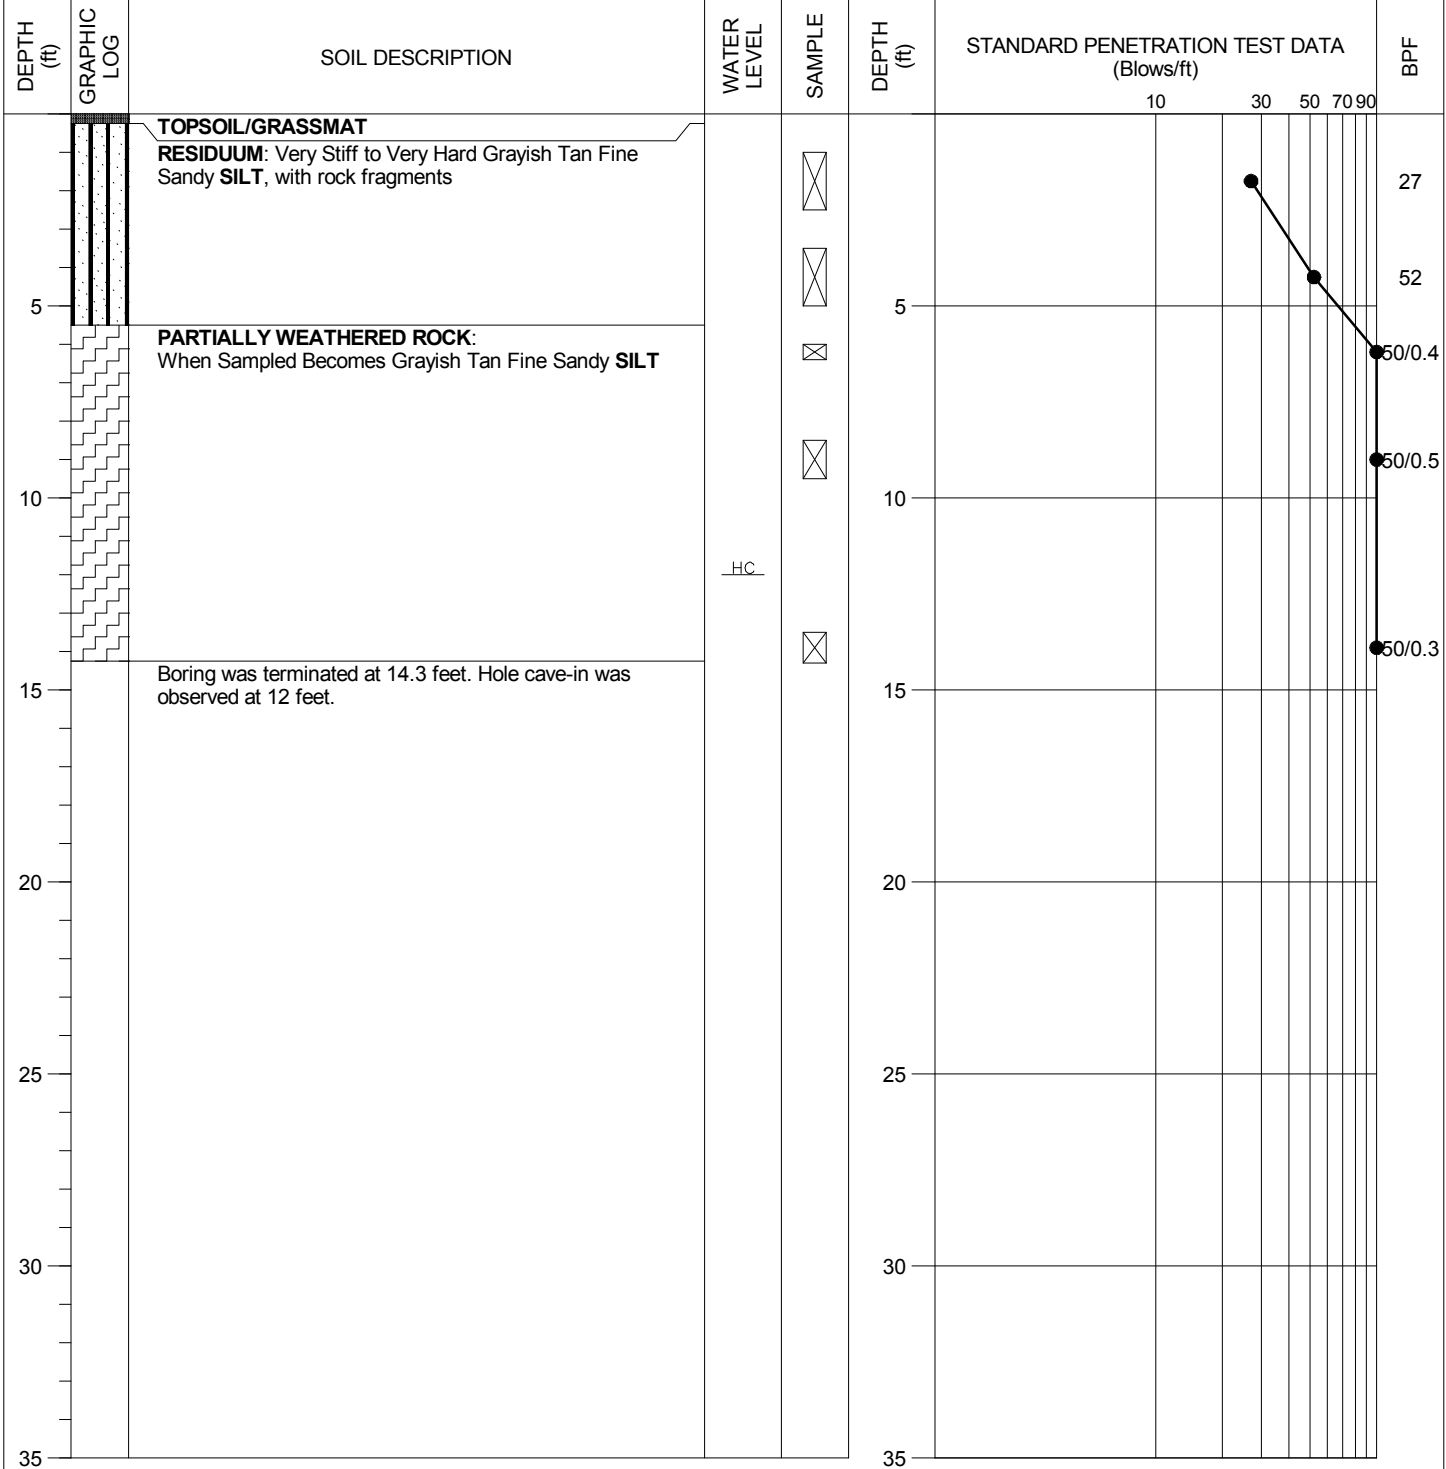 DEPTH
(ft)
GRAPHIC
LOG
SOIL DESCRIPTION
WATER
LEVEL
SAMPLE
DEPTH
(ft)
STANDARD PENETRATION TEST DATA
(Blows/ft)
10 30 50 70 90
BPF
TOPSOIL/GRASSMAT
RESIDUUM: Very Stiff to Very Hard Grayish Tan Fine
Sandy SILT, with rock fragments
27
52
5
5
PARTIALLY WEATHERED ROCK:
When Sampled Becomes Grayish Tan Fine Sandy SILT
50/0.4
50/0.5
10
10
HC
50/0.3
Boring was terminated at 14.3 feet. Hole cave-in was
observed at 12 feet.
15
15
20
20
25
25
30
30
35
35